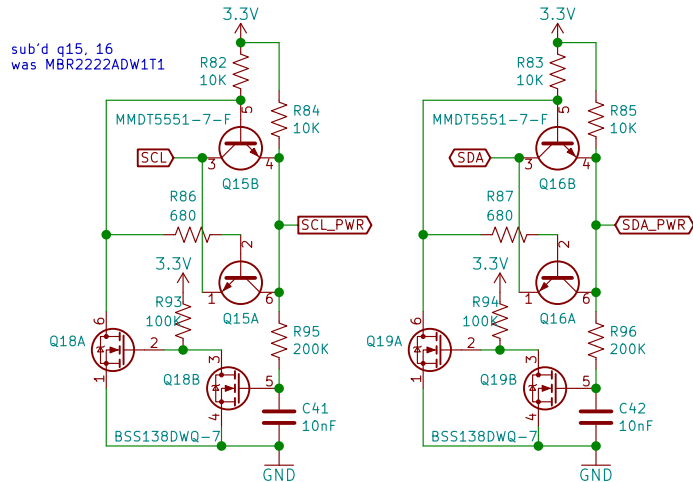 3.3V
3.3V
sub'd q15, 16
was MBR2222ADW1T1
R82
10K
R83
10K
5
R84
10K
5
R85
10K
MMDT5551-7-F
MMDT5551-7-F
SCL
3
4
SDA
3
4
Q15B
Q16B
R86
680
R87
680
SCL_PWR
SDA_PWR
2
2
3.3V
3.3V
1
6
1
6
R93
100K
Q15A
R94
100K
Q16A
6
R95
200K
6
R96
200K
Q18A
2
3
Q19A
2
3
1
Q18B
5
1
Q19B
5
4
C41
10nF
4
C42
10nF
BSS138DWQ-7
BSS138DWQ-7
GND
GND